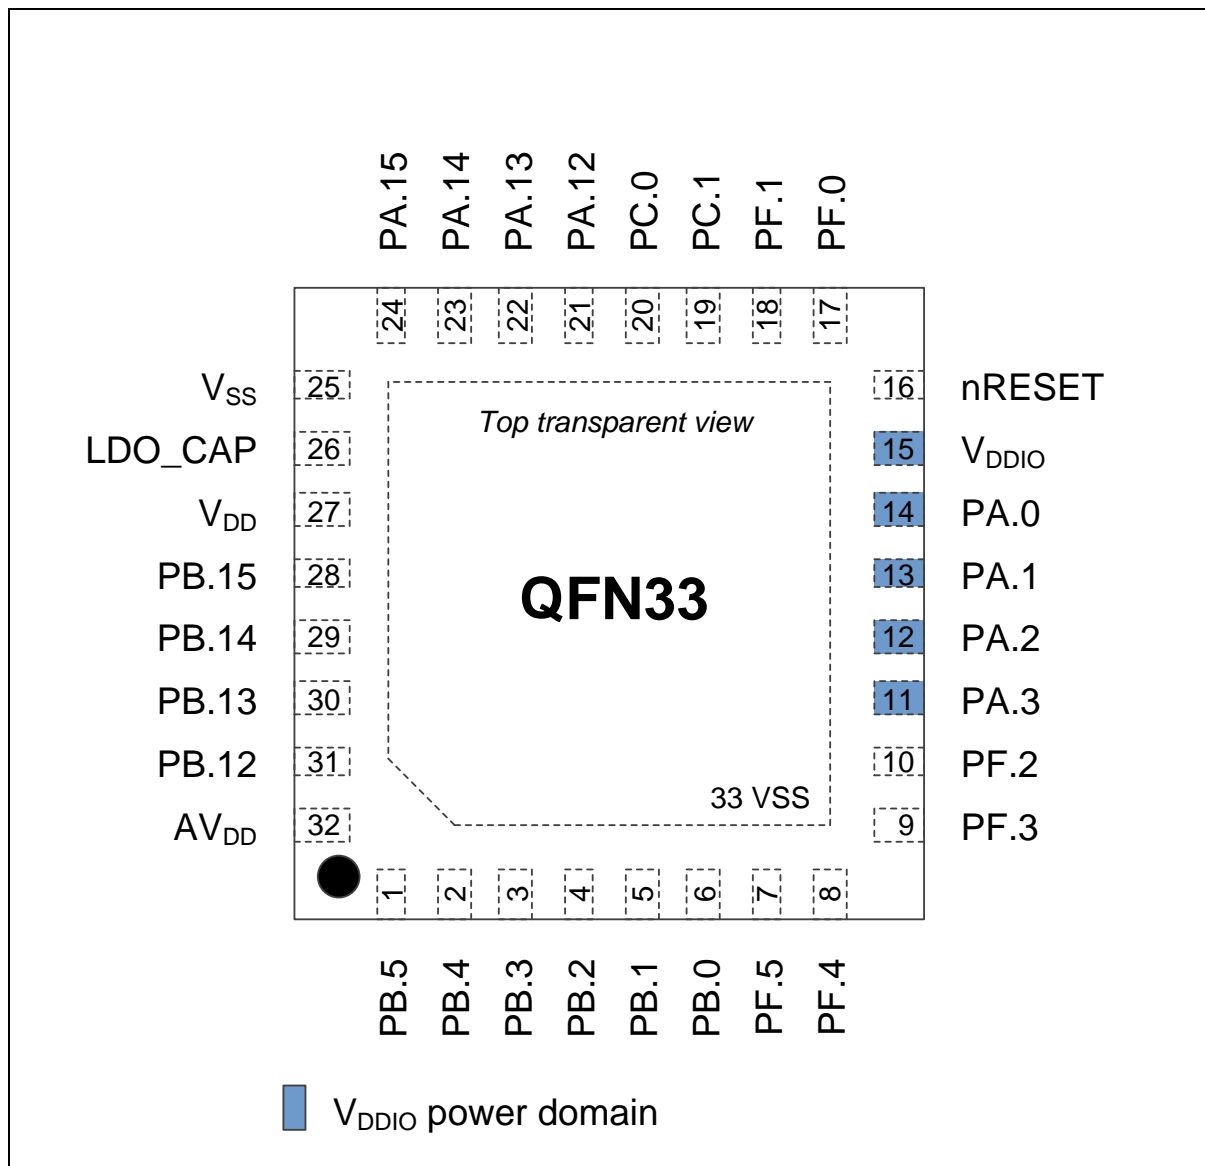 PA.15
PA.14
PA.13
PA.12
PC.0
PC.1
PF.1
PF.0
24
23
22
21
20
19
18
17
VSS 25
LDO_CAP 26
VDD 27
PB.15 28
PB.14 29
PB.13 30
PB.12 31
AVDD 32
Top transparent view
QFN33
33 VSS
16 nRESET
15 VDDIO
14 PA.0
13 PA.1
12 PA.2
11 PA.3
10 PF.2
9 PF.3
1
2
3
4
5
6
7
8
PB.5
PB.4
PB.3
PB.2
PB.1
PB.0
PF.5
PF.4
VDDIO power domain